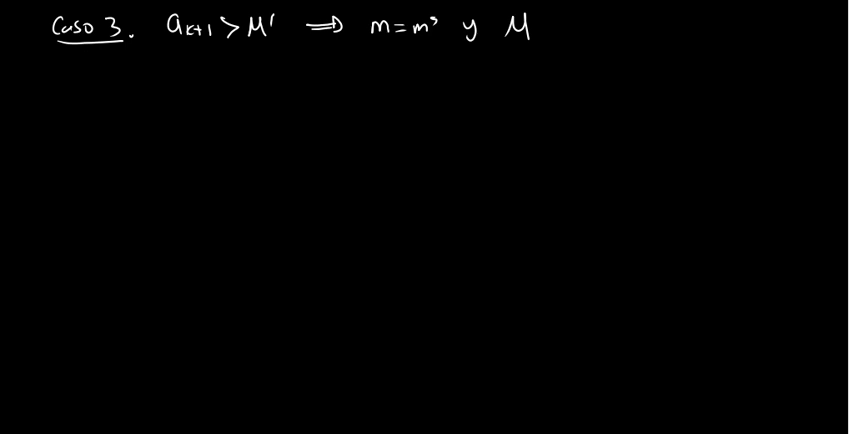 Caso 3. a_{k+1} > M' ⟹ m = m' y M